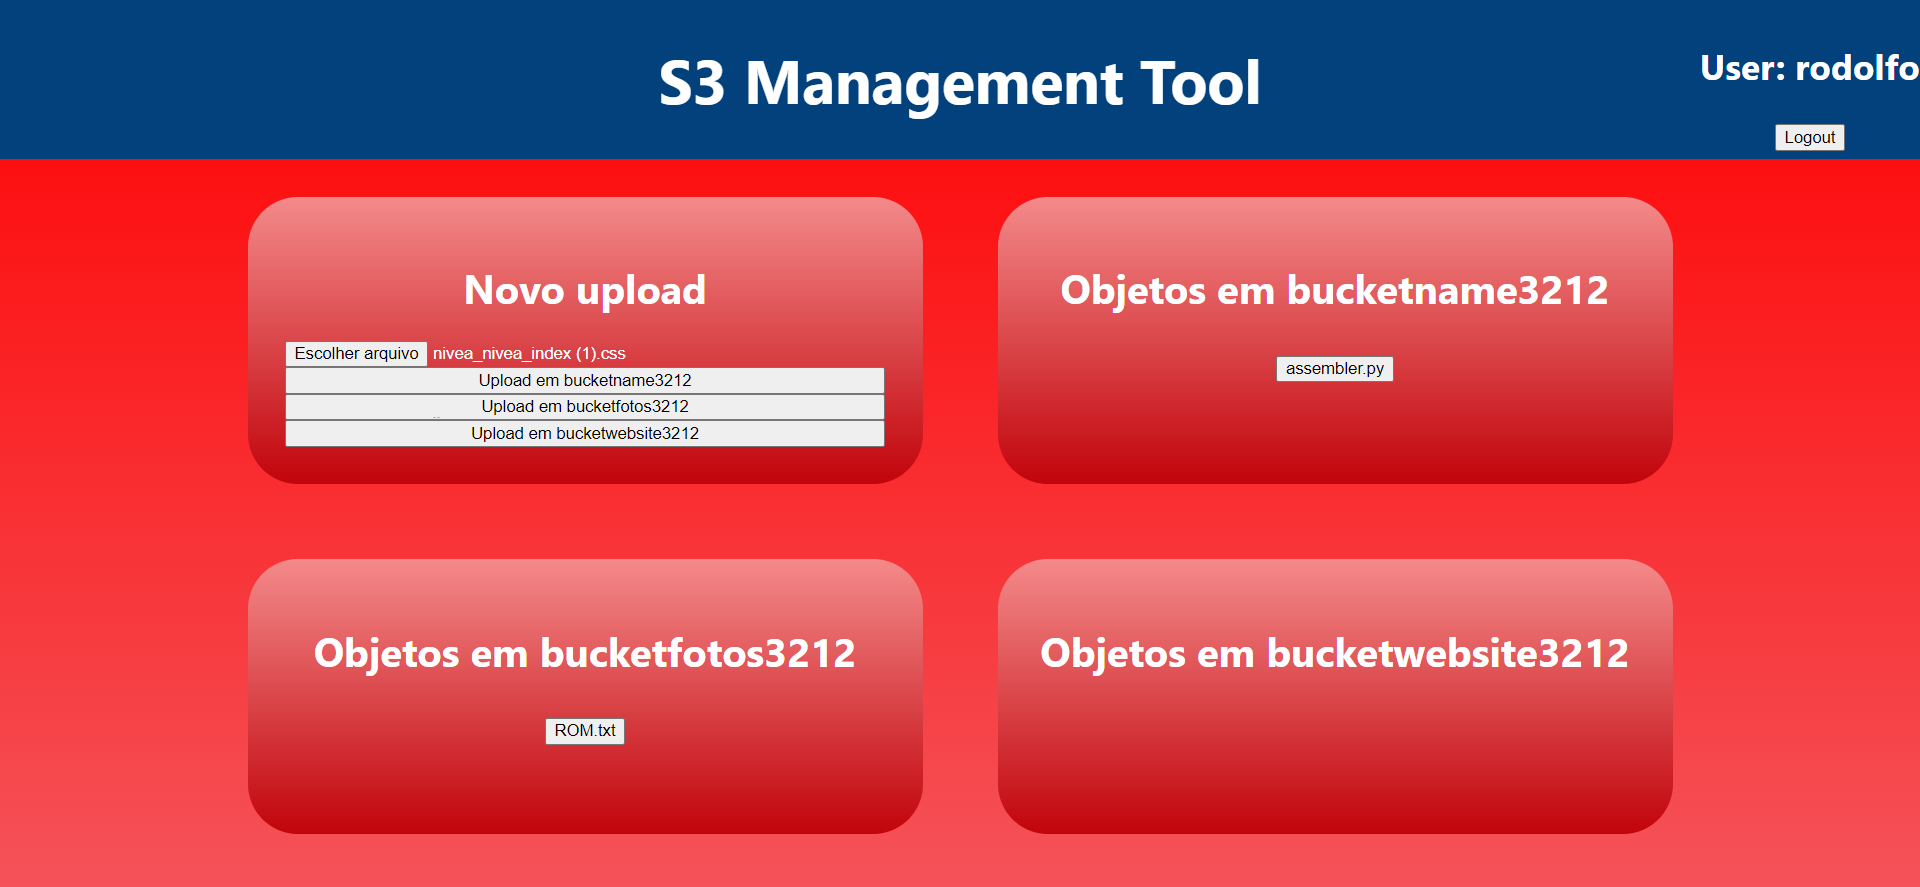 S3 Management Tool
User: rodolfo
Logout
Novo upload
Escolher arquivo nivea_nivea_index (1).css
Upload em bucketname3212
Upload em bucketfotos3212
Upload em bucketwebsite3212
Objetos em bucketname3212
assembler.py
Objetos em bucketfotos3212
ROM.txt
Objetos em bucketwebsite3212